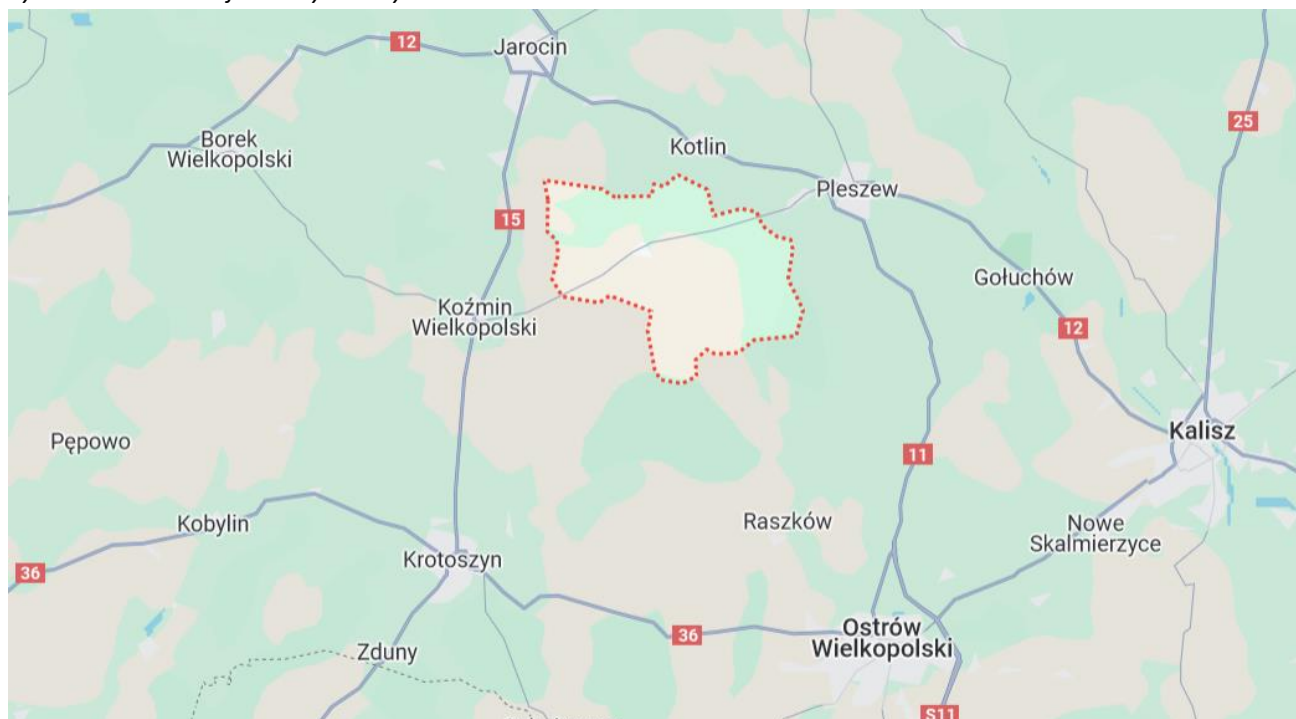 Jarocin
12
Borek
Wielkopolski
Kotlin
25
Pleszew
15
Gołuchów
Koźmin
Wielkopolski
12
Kalisz
Pępowo
11
Kobylin
Raszków
Nowe
Skalmierzyce
Krotoszyn
36
36
Ostrów
Wielkopolski
Zduny
S11